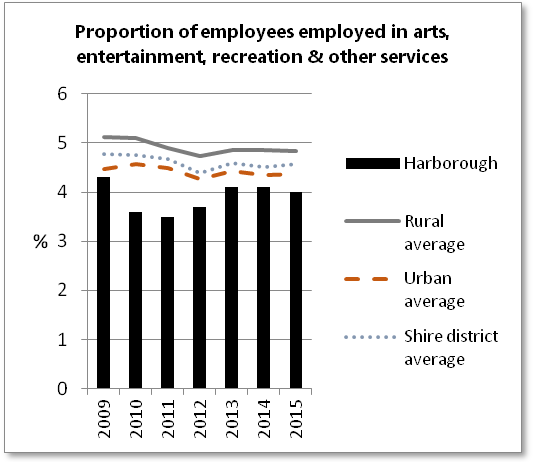 Proportion of employees employed in arts,
entertainment, recreation & other services
6
5
4
3
2
1
0
%
2009
2010
2011
2012
2013
2014
2015
Harborough
Rural
average
Urban
average
Shire district
average